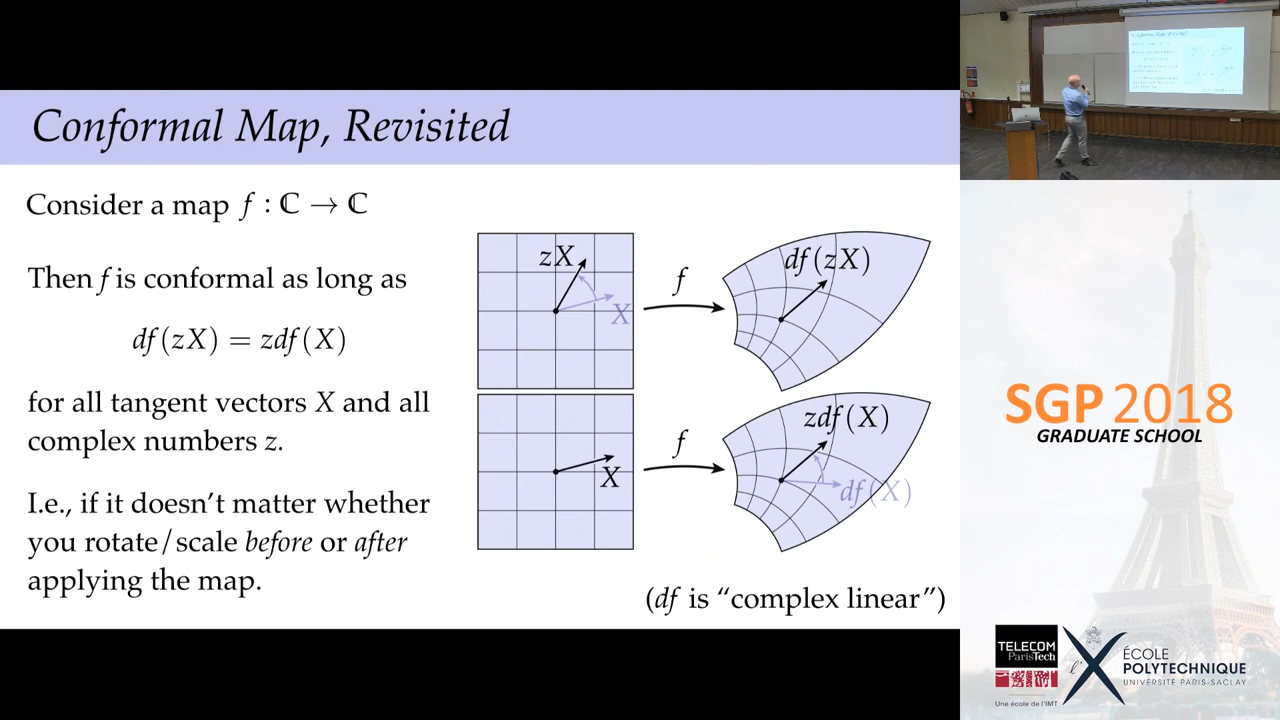 Conformal Map, Revisited
Consider a map f : ℂ → ℂ
Then f is conformal as long as
df(zX) = zdf(X)
for all tangent vectors X and all
complex numbers z.
I.e., if it doesn't matter whether
you rotate/scale before or after
applying the map.
zX
X
f
df(zX)
X
f
zdf(X)
df(X)
(df is “complex linear”)
SGP 2018
GRADUATE SCHOOL
TELECOM
ParisTech
Une école de l'IMT
l'X
ÉCOLE
POLYTECHNIQUE
UNIVERSITÉ PARIS-SACLAY